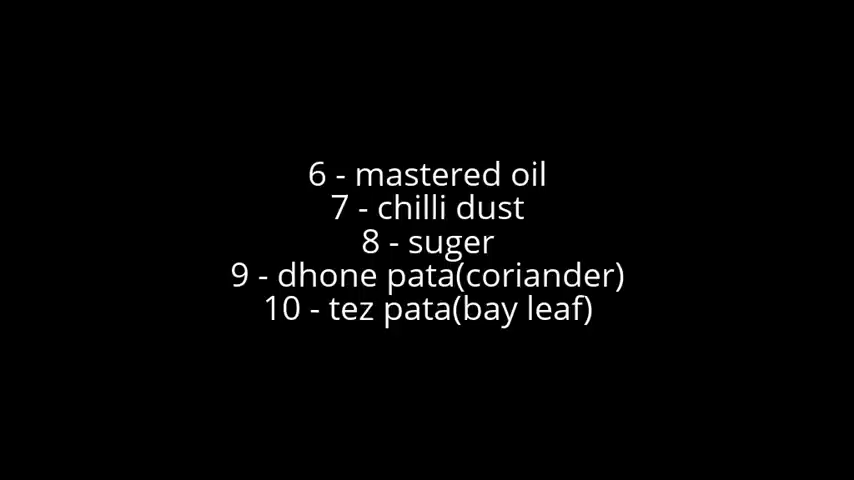 6 - mastered oil
7 - chilli dust
8 - suger
9 - dhone pata(coriander)
10 - tez pata(bay leaf)